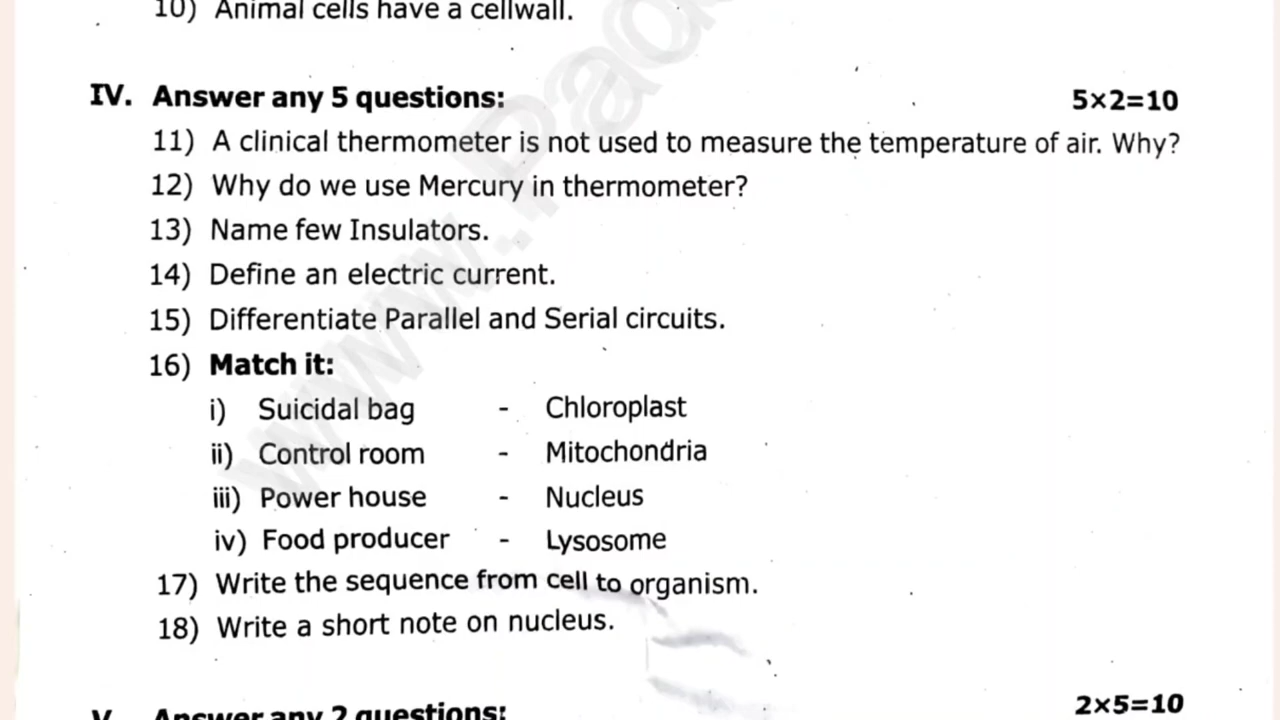 10) Animal cells have a cellwall.
IV. Answer any 5 questions: 5×2=10
11) A clinical thermometer is not used to measure the temperature of air. Why?
12) Why do we use Mercury in thermometer?
13) Name few Insulators.
14) Define an electric current.
15) Differentiate Parallel and Serial circuits.
16) Match it:
i) Suicidal bag - Chloroplast
ii) Control room - Mitochondria
iii) Power house - Nucleus
iv) Food producer - Lysosome
17) Write the sequence from cell to organism.
18) Write a short note on nucleus.
V. Answer any 2 questions: 2×5=10